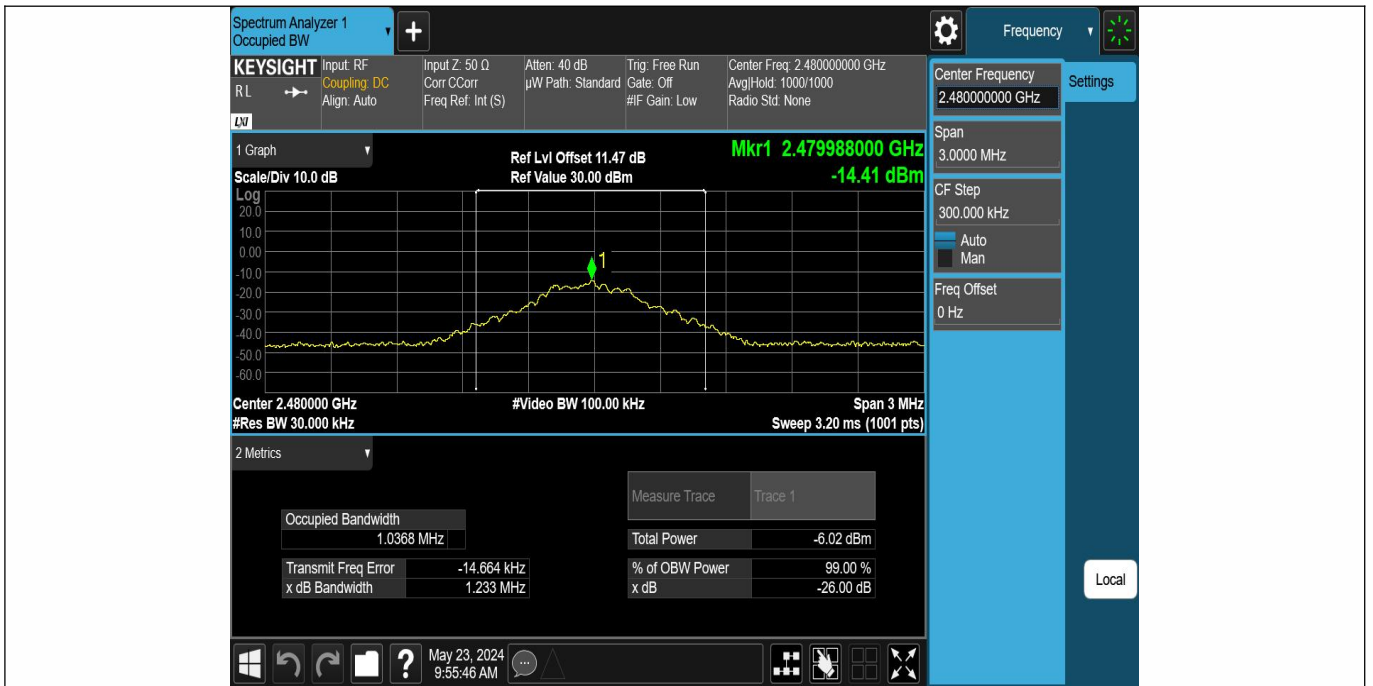 Spectrum Analyzer 1
Occupied BW
+
Frequency
KEYSIGHT
RL
LXI
Input: RF
Coupling: DC
Align: Auto
Input Z: 50 Ω
Corr CCorr
Freq Ref: Int (S)
Atten: 40 dB
µW Path: Standard
Trig: Free Run
Gate: Off
#IF Gain: Low
Center Freq: 2.480000000 GHz
Avg|Hold: 1000/1000
Radio Std: None
Center Frequency
2.480000000 GHz
Settings
Span
3.0000 MHz
CF Step
300.000 kHz
Auto
Man
Freq Offset
0 Hz
Local
1 Graph
Scale/Div 10.0 dB
Ref Lvl Offset 11.47 dB
Ref Value 30.00 dBm
Mkr1 2.479988000 GHz
-14.41 dBm
Log
20.0
10.0
0.00
-10.0
-20.0
-30.0
-40.0
-50.0
-60.0
1
Center 2.480000 GHz
#Video BW 100.00 kHz
Span 3 MHz
#Res BW 30.000 kHz
Sweep 3.20 ms (1001 pts)
2 Metrics
Measure Trace Trace 1
Occupied Bandwidth
1.0368 MHz
Total Power -6.02 dBm
Transmit Freq Error -14.664 kHz
% of OBW Power 99.00 %
x dB Bandwidth 1.233 MHz
x dB -26.00 dB
?
May 23, 2024
9:55:46 AM